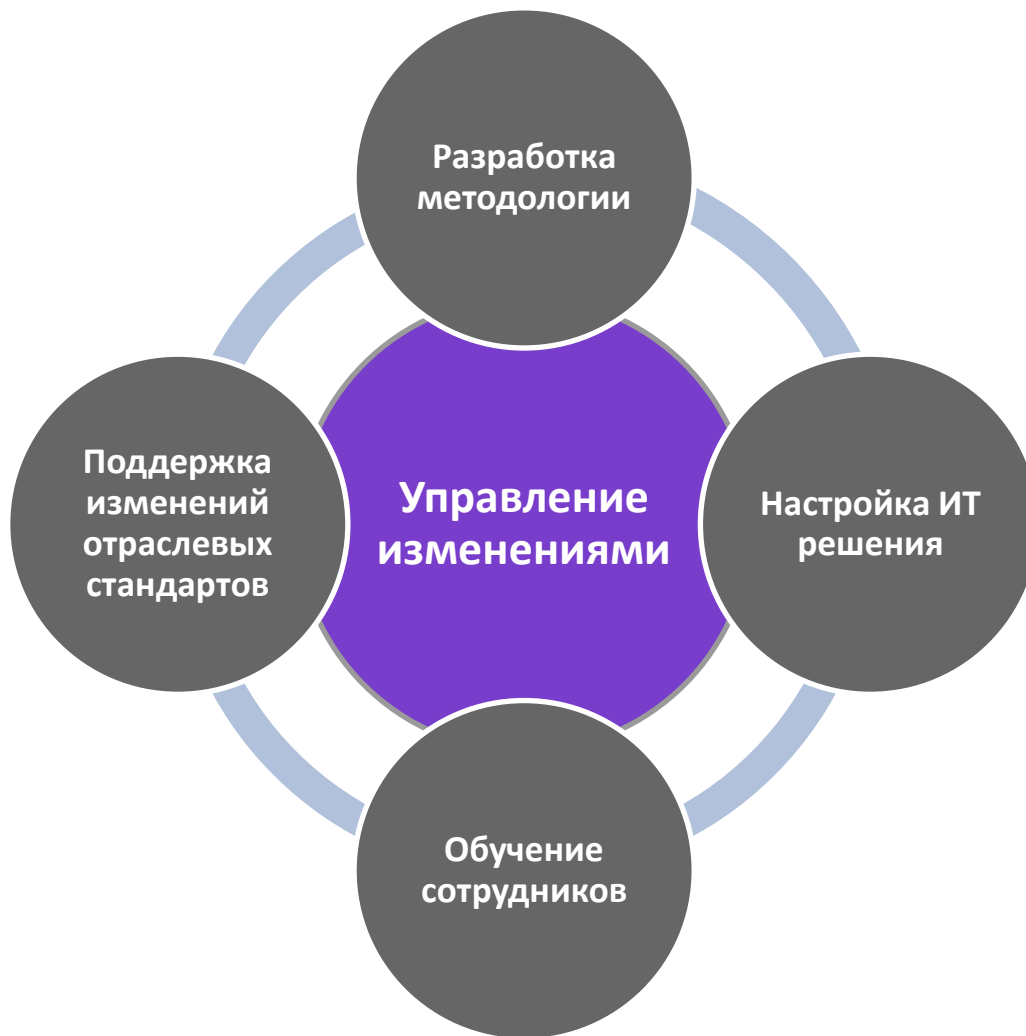 Разработка
методологии
Поддержка
изменений
отраслевых
стандартов
Управление
изменениями
Настройка ИТ
решения
Обучение
сотрудников